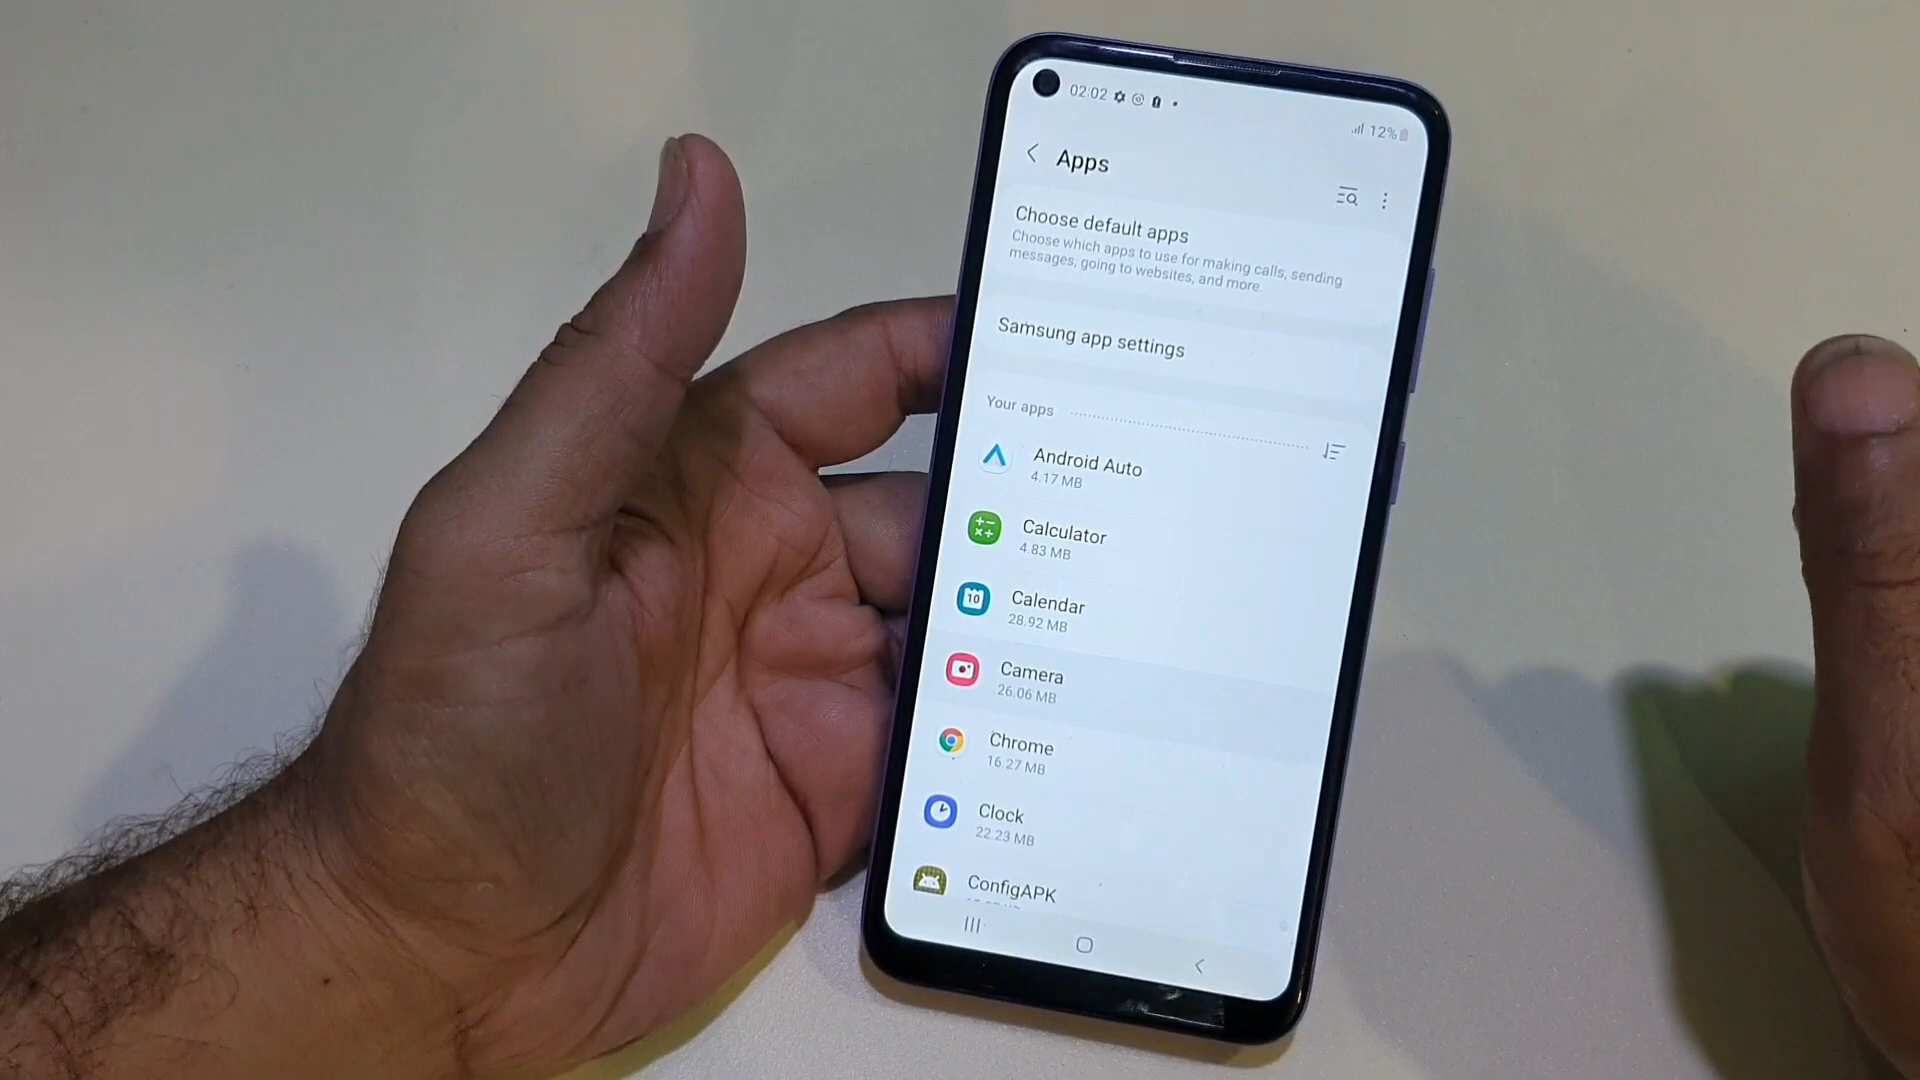 02:02
12%
Apps
Choose default apps
Choose which apps to use for making calls, sending
messages, going to websites, and more.
Samsung app settings
Your apps
Android Auto
4.17 MB
Calculator
4.83 MB
10
Calendar
28.92 MB
Camera
26.06 MB
Chrome
16.27 MB
Clock
22.23 MB
ConfigAPK